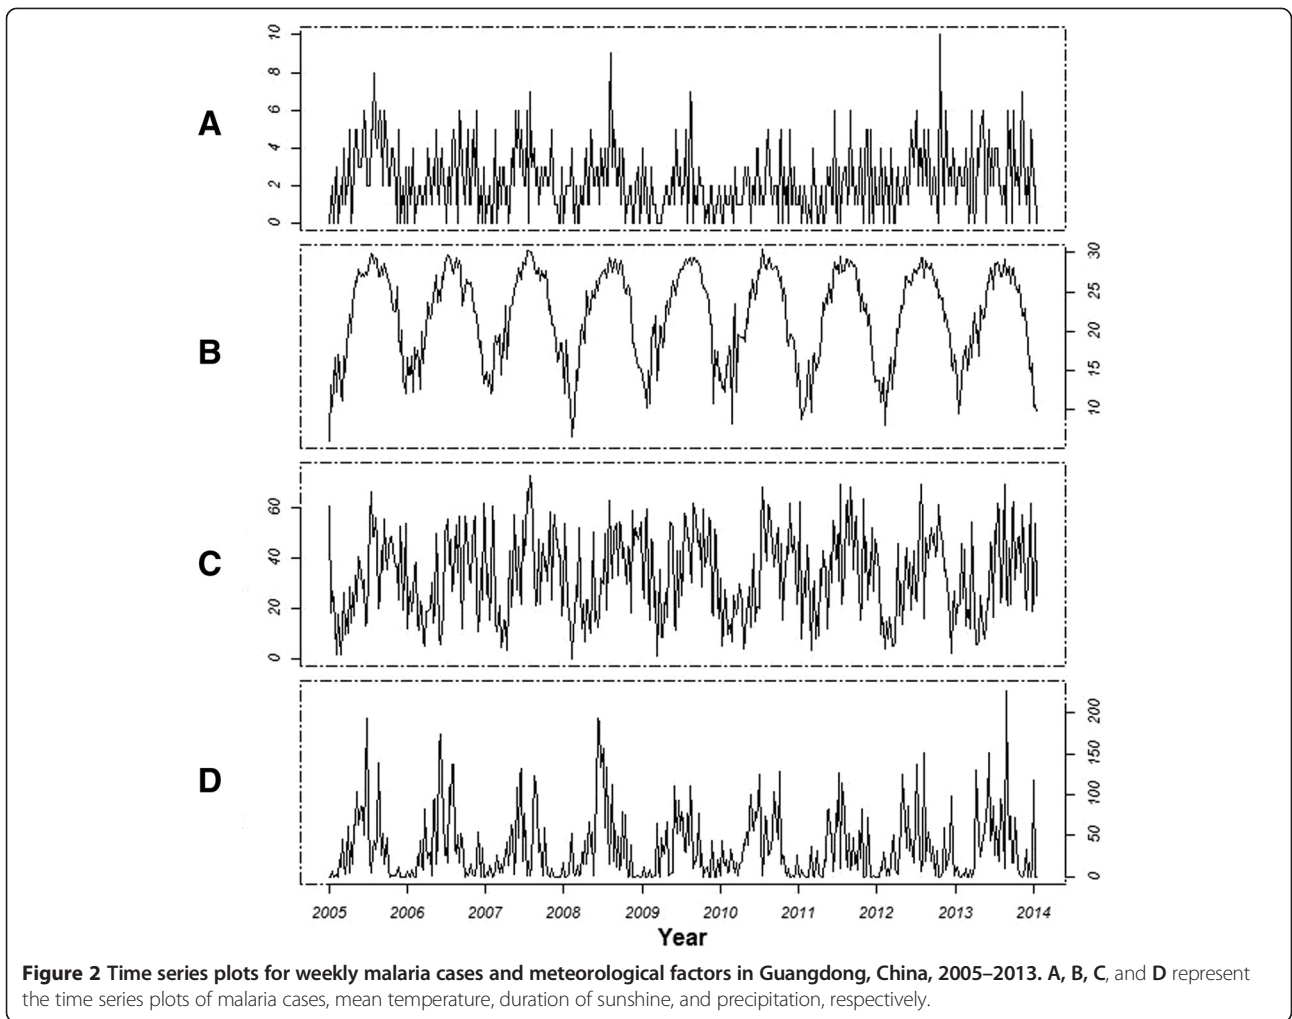 A
0
2
4
6
8
10
B
30
25
20
15
10
C
60
40
20
0
D
200
150
100
50
0
2005 2006 2007 2008 2009 2010 2011 2012 2013 2014
Year
Figure 2 Time series plots for weekly malaria cases and meteorological factors in Guangdong, China, 2005–2013. A, B, C, and D represent
the time series plots of malaria cases, mean temperature, duration of sunshine, and precipitation, respectively.